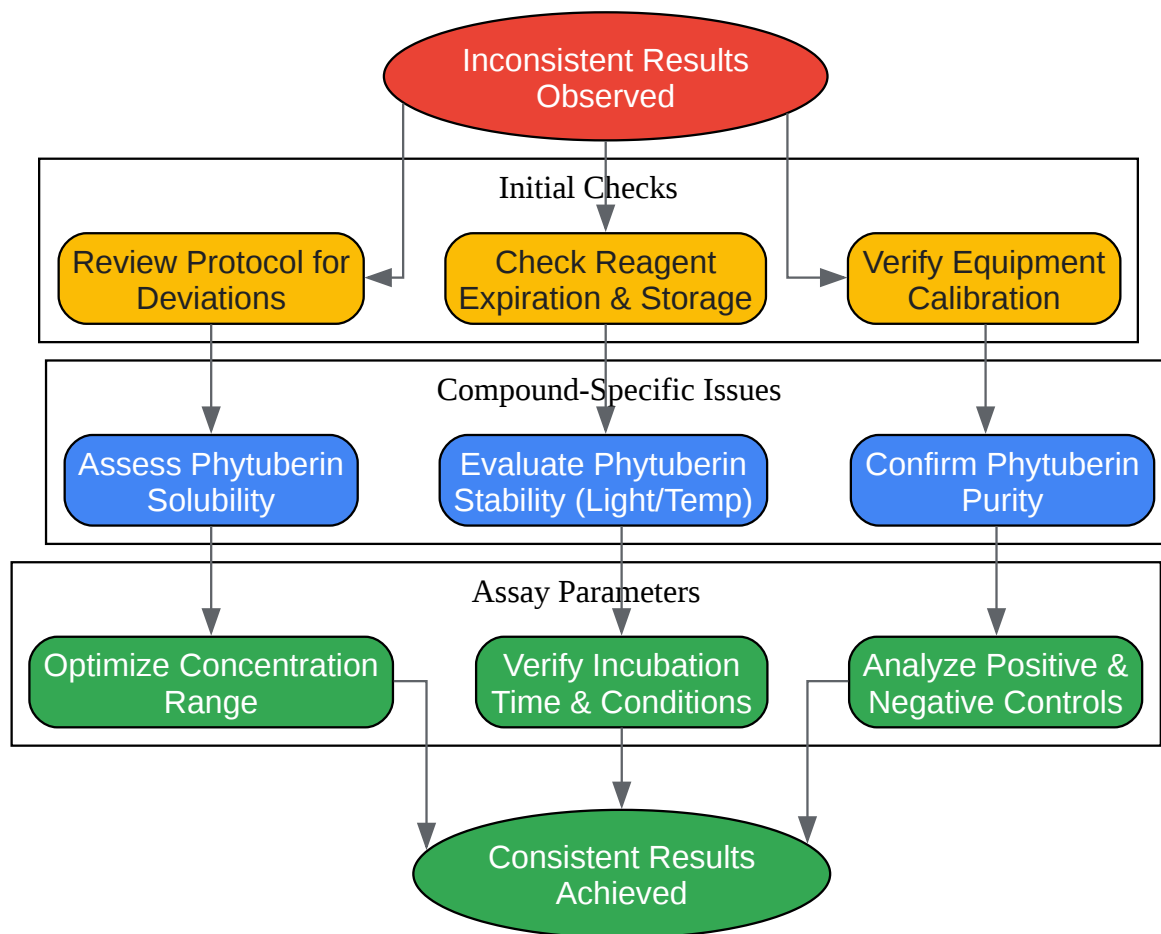 Inconsistent Results
Observed
Initial Checks
Review Protocol for
Deviations
Check Reagent
Expiration & Storage
Verify Equipment
Calibration
Compound-Specific Issues
Assess Phytuberin
Solubility
Evaluate Phytuberin
Stability (Light/Temp)
Confirm Phytuberin
Purity
Assay Parameters
Optimize Concentration
Range
Verify Incubation
Time & Conditions
Analyze Positive &
Negative Controls
Consistent Results
Achieved